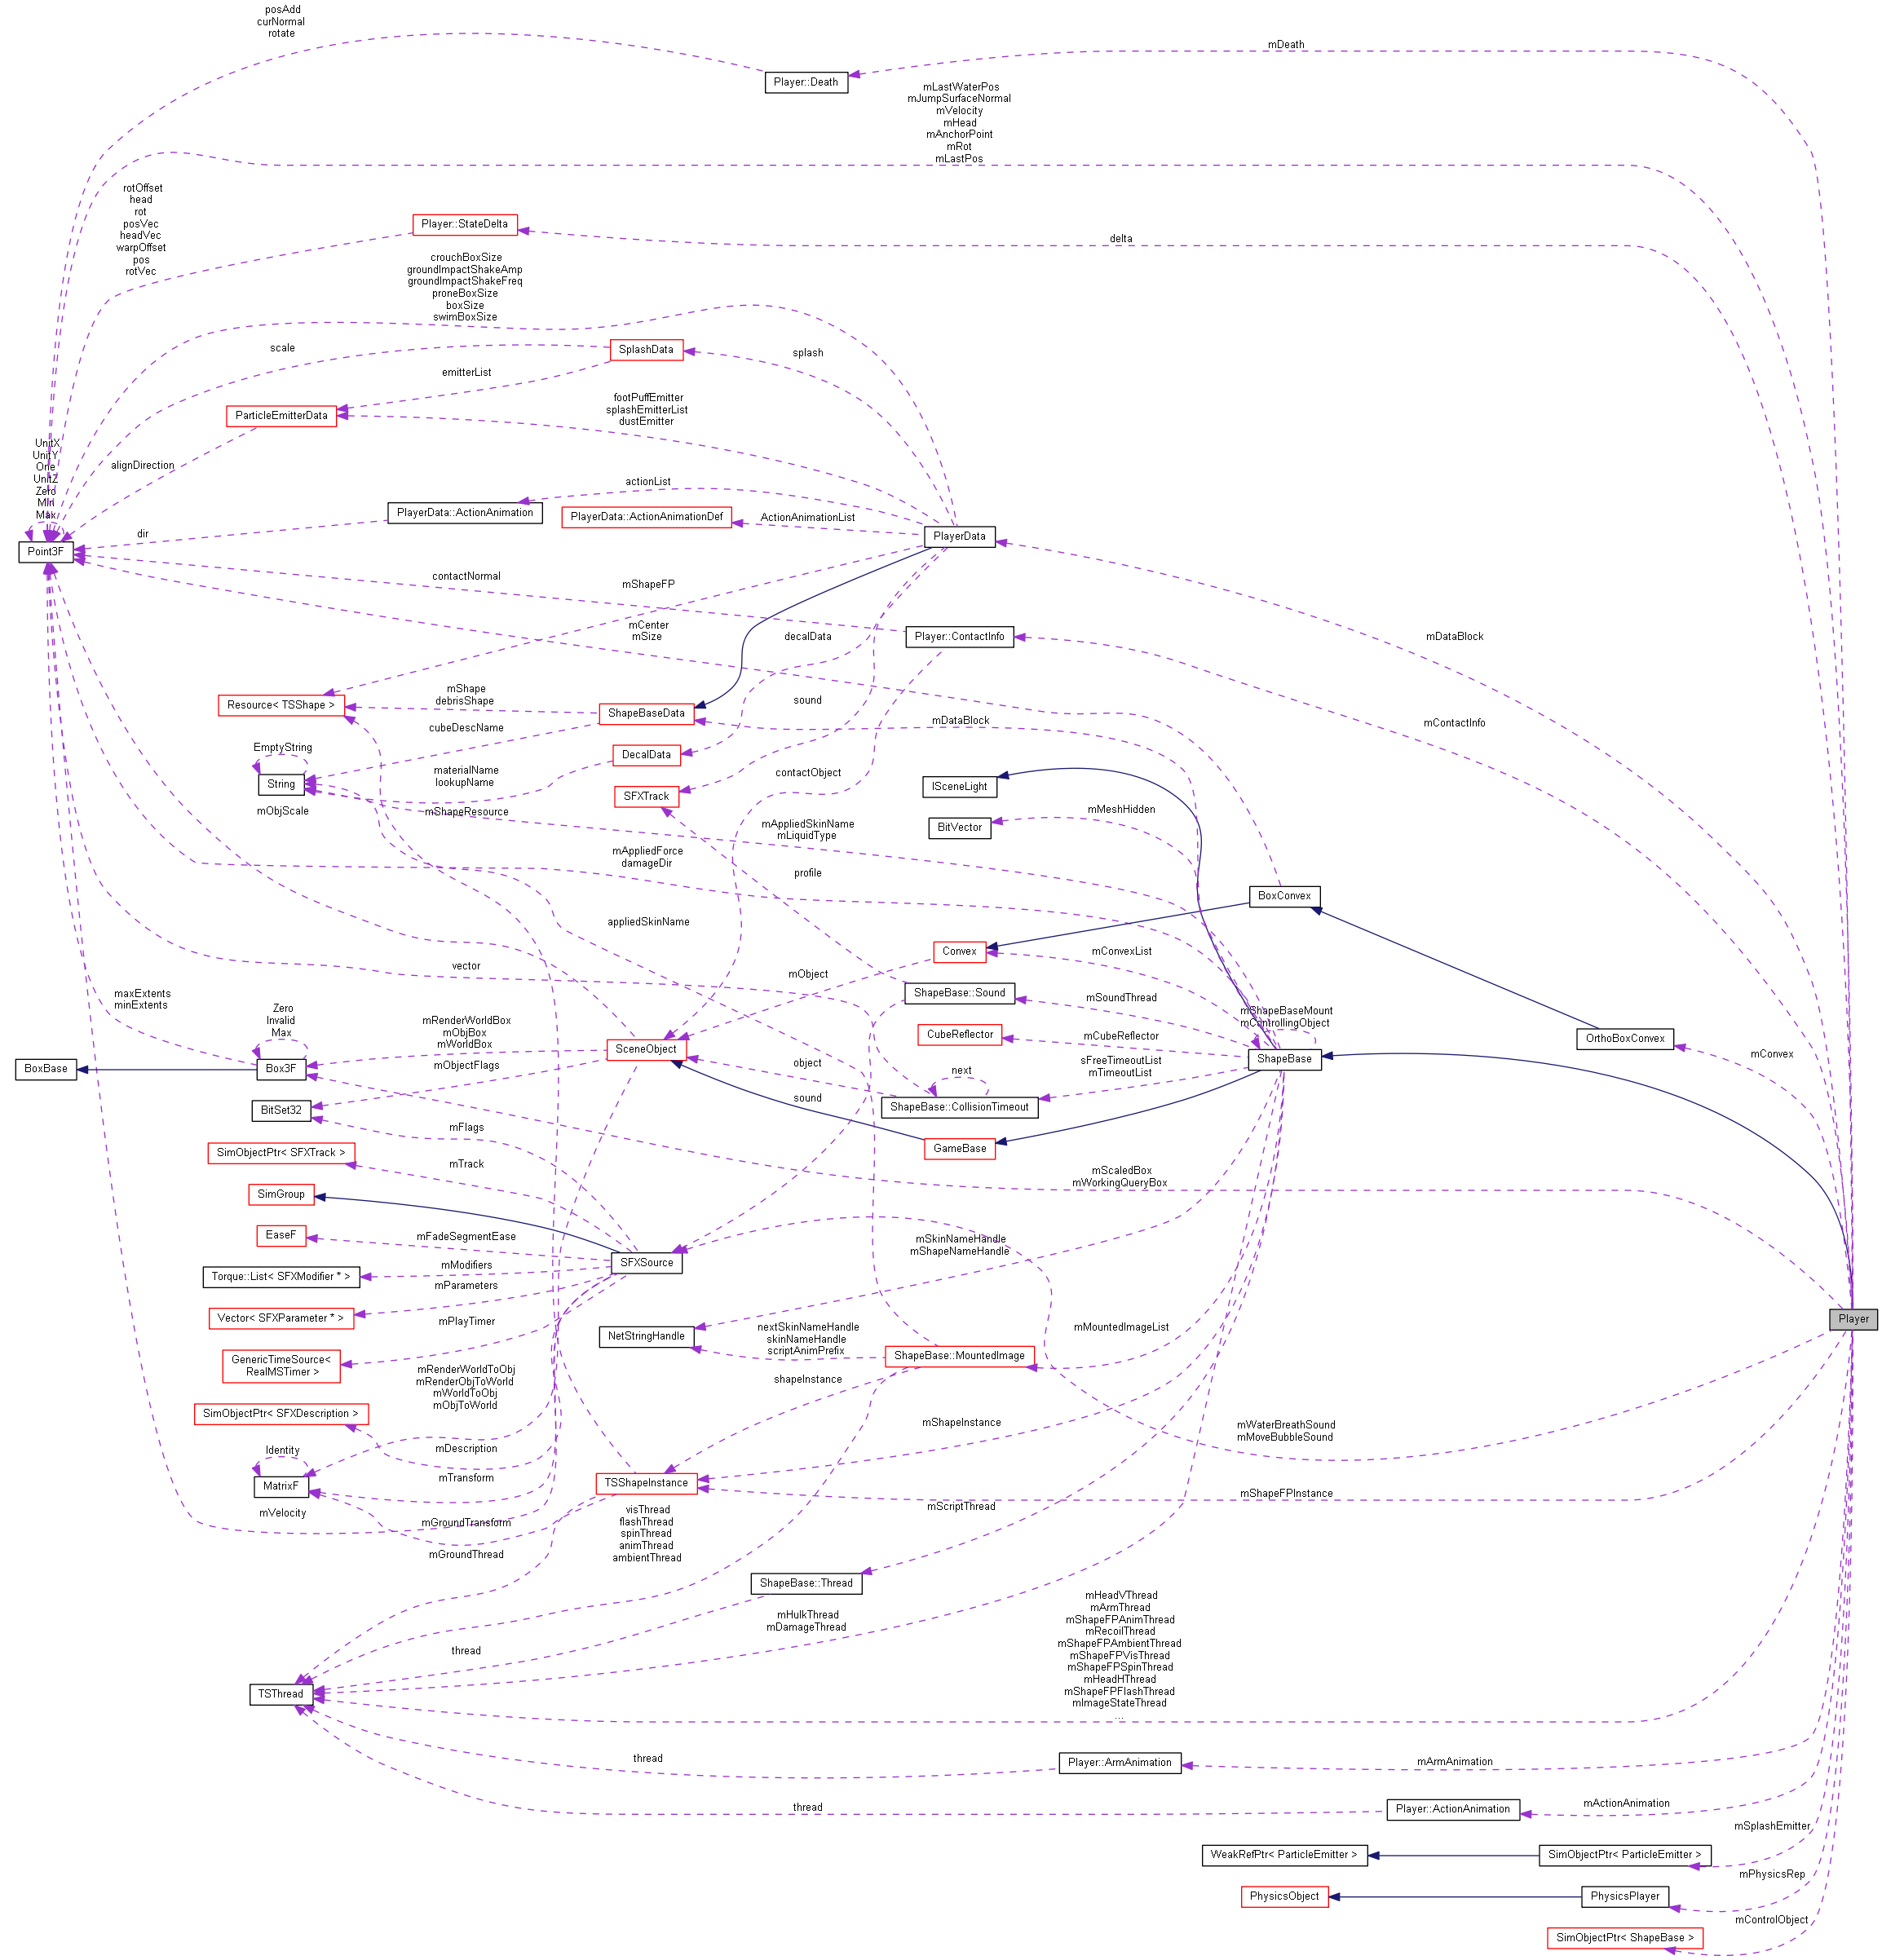 posAdd
curNormal
rotate
mDeath
Player::Death
mLastWaterPos
mJumpSurfaceNormal
mVelocity
mHead
mAnchorPoint
mRot
mLastPos
rotOffset
head
rot
posVec
headVec
warpOffset
pos
rotVec
Player::StateDelta
delta
crouchBoxSize
groundImpactShakeAmp
groundImpactShakeFreq
proneBoxSize
boxSize
swimBoxSize
scale
SplashData
splash
emitterList
ParticleEmitterData
footPuffEmitter
splashEmitterList
dustEmitter
UnitX
UnitY
One
UnitZ
Zero
Min
Max
alignDirection
actionList
PlayerData::ActionAnimation
PlayerData::ActionAnimationDef
ActionAnimationList
dir
PlayerData
Point3F
contactNormal
mShapeFP
mCenter
mSize
decalData
Player::ContactInfo
mDataBlock
Resource< TSShape >
mShape
debrisShape
ShapeBaseData
sound
mDataBlock
mContactInfo
cubeDescName
EmptyString
String
DecalData
materialName
lookupName
contactObject
ISceneLight
SFXTrack
mObjScale
mShapeResource
mAppliedSkinName
mLiquidType
mMeshHidden
BitVector
mAppliedForce
damageDir
profile
BoxConvex
appliedSkinName
Convex
mConvexList
vector
mObject
ShapeBase::Sound
mSoundThread
maxExtents
minExtents
Zero
Invalid
Max
mRenderWorldBox
mObjBox
mWorldBox
mShapeBaseMount
mControllingObject
CubeReflector
mCubeReflector
OrthoBoxConvex
mConvex
BoxBase
Box3F
mObjectFlags
SceneObject
object
next
sFreeTimeoutList
mTimeoutList
ShapeBase
BitSet32
sound
ShapeBase::CollisionTimeout
mFlags
GameBase
SimObjectPtr< SFXTrack >
mTrack
mScaledBox
mWorkingQueryBox
SimGroup
EaseF
mFadeSegmentEase
SFXSource
mSkinNameHandle
mShapeNameHandle
Torque::List< SFXModifier * >
mModifiers
mParameters
Vector< SFXParameter * >
mPlayTimer
NetStringHandle
nextSkinNameHandle
skinNameHandle
scriptAnimPrefix
mMountedImageList
Player
GenericTimeSource<
RealMSTimer >
ShapeBase::MountedImage
mRenderWorldToObj
mRenderObjToWorld
mWorldToObj
mObjToWorld
shapeInstance
SimObjectPtr< SFXDescription >
mShapeInstance
mWaterBreathSound
mMoveBubbleSound
Identity
mDescription
MatrixF
mTransform
TSShapeInstance
mShapeFPInstance
mVelocity
mGroundTransform
mGroundThread
visThread
flashThread
spinThread
animThread
ambientThread
mScriptThread
ShapeBase::Thread
mHulkThread
mDamageThread
mHeadVThread
mArmThread
mShapeFPAnimThread
mRecoilThread
mShapeFPAmbientThread
mShapeFPVisThread
mShapeFPSpinThread
mHeadHThread
mShapeFPFlashThread
mImageStateThread
...
thread
TSThread
thread
Player::ArmAnimation
mArmAnimation
thread
Player::ActionAnimation
mActionAnimation
mSplashEmitter
WeakRefPtr< ParticleEmitter >
SimObjectPtr< ParticleEmitter >
mPhysicsRep
PhysicsObject
PhysicsPlayer
mControlObject
SimObjectPtr< ShapeBase >